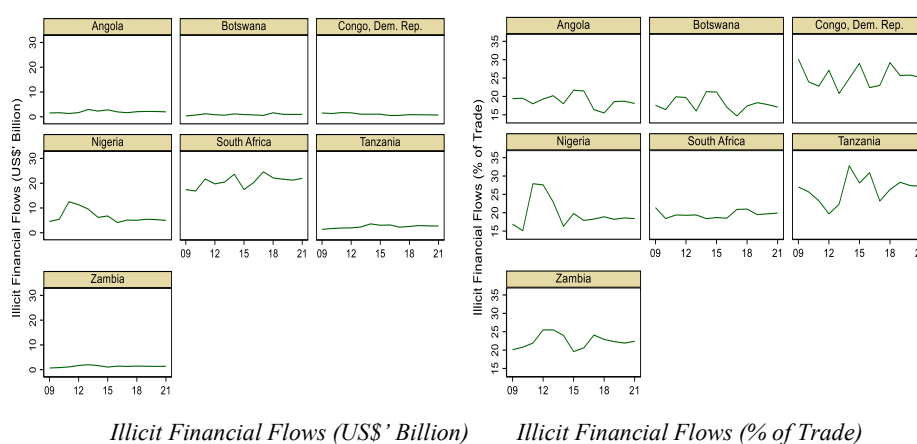 Angola
Botswana
Congo, Dem. Rep.
30
20
10
0
Nigeria
South Africa
Tanzania
30
20
10
0
09 12 15 18 21
09 12 15 18 21
Zambia
30
20
10
0
09 12 15 18 21
Illicit Financial Flows (US$' Billion)
Illicit Financial Flows (US$' Billion)
Angola
Botswana
Congo, Dem. Rep.
35
30
25
20
15
Nigeria
South Africa
Tanzania
35
30
25
20
15
09 12 15 18 21
09 12 15 18 21
Zambia
35
30
25
20
15
09 12 15 18 21
Illicit Financial Flows (% of Trade)
Illicit Financial Flows (% of Trade)